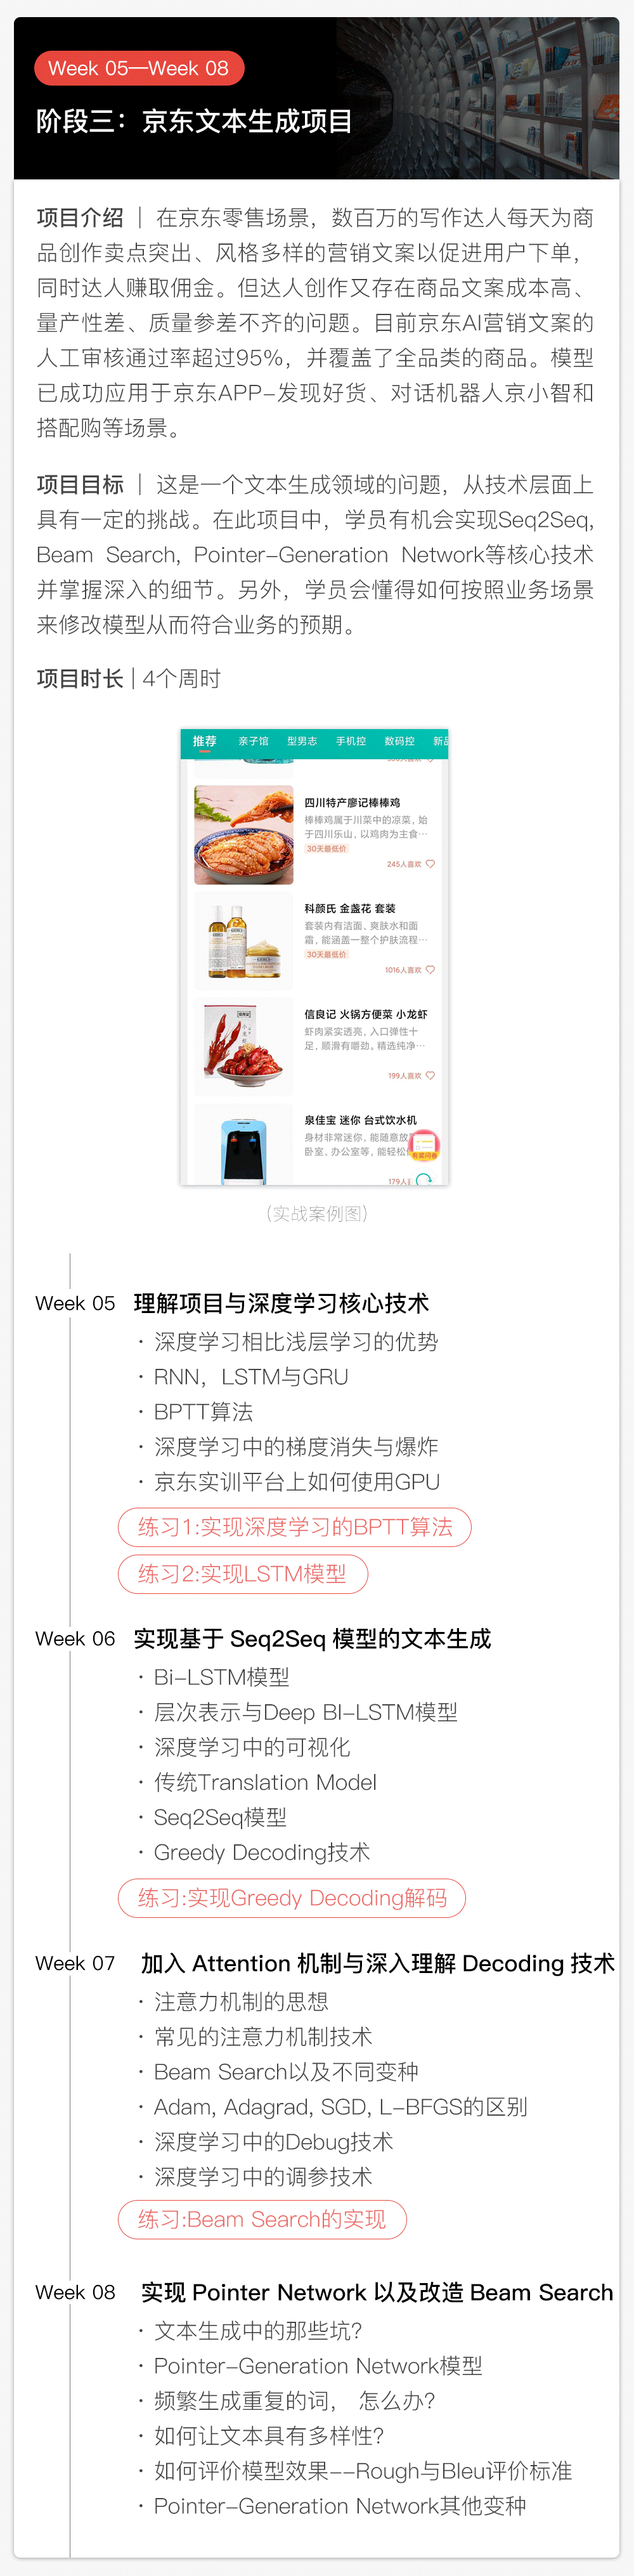 Week 05—Week 08
阶段三：京东文本生成项目
项目介绍 | 在京东零售场景，数百万的写作达人每天为商
品创作卖点突出、风格多样的营销文案以促进用户下单，
同时达人赚取佣金。但达人创作又存在商品文案成本高、
量产性差、质量参差不齐的问题。目前京东AI营销文案的
人工审核通过率超过95%，并覆盖了全品类的商品。模型
已成功应用于京东APP-发现好货、对话机器人京小智和
搭配购等场景。
项目目标 | 这是一个文本生成领域的问题，从技术层面上
具有一定的挑战。在此项目中，学员有机会实现Seq2Seq,
Beam Search, Pointer-Generation Network等核心技术
并掌握深入的细节。另外，学员会懂得如何按照业务场景
来修改模型从而符合业务的预期。
项目时长 | 4个周时
推荐 亲子馆 型男志 手机控 数码控 新品
四川特产廖记棒棒鸡
棒棒鸡属于川菜中的凉菜，始
于四川乐山，以鸡肉为主食…
30天最低价
245人喜欢
科颜氏 金盏花 套装
套装内有洁面、爽肤水和面
霜，能涵盖一整个护肤流程…
30天最低价
1016人喜欢
信良记 火锅方便菜 小龙虾
虾肉紧实透亮，入口弹性十
足，顺滑有嚼劲。精选纯净…
199人喜欢
泉佳宝 迷你 台式饮水机
身材非常迷你，能随意放
卧室、办公室等，能轻松
有奖问卷
179人
(实战案例图)
Week 05 理解项目与深度学习核心技术
· 深度学习相比浅层学习的优势
· RNN，LSTM与GRU
· BPTT算法
· 深度学习中的梯度消失与爆炸
· 京东实训平台上如何使用GPU
练习1:实现深度学习的BPTT算法
练习2:实现LSTM模型
Week 06 实现基于 Seq2Seq 模型的文本生成
· Bi-LSTM模型
· 层次表示与Deep BI-LSTM模型
· 深度学习中的可视化
· 传统Translation Model
· Seq2Seq模型
· Greedy Decoding技术
练习:实现Greedy Decoding解码
Week 07 加入 Attention 机制与深入理解 Decoding 技术
· 注意力机制的思想
· 常见的注意力机制技术
· Beam Search以及不同变种
· Adam, Adagrad, SGD, L-BFGS的区别
· 深度学习中的Debug技术
· 深度学习中的调参技术
练习:Beam Search的实现
Week 08 实现 Pointer Network 以及改造 Beam Search
· 文本生成中的那些坑?
· Pointer-Generation Network模型
· 频繁生成重复的词， 怎么办?
· 如何让文本具有多样性?
· 如何评价模型效果--Rough与Bleu评价标准
· Pointer-Generation Network其他变种